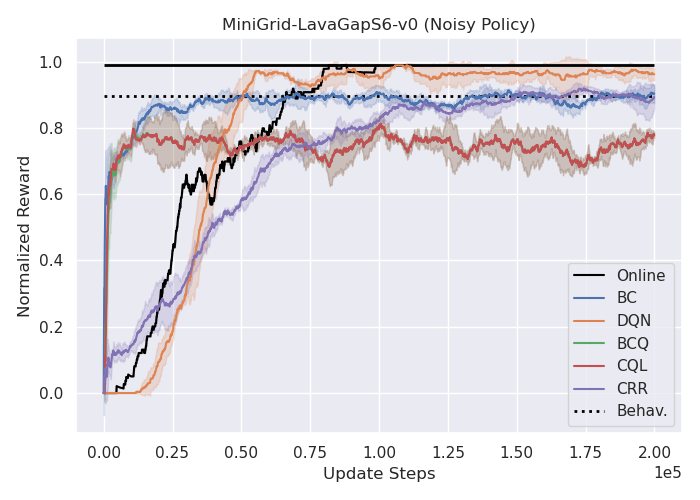 MiniGrid-LavaGapS6-v0 (Noisy Policy)
Normalized Reward
1.0
0.8
0.6
0.4
0.2
0.0
Online
BC
DQN
BCQ
CQL
CRR
Behav.
0.00 0.25 0.50 0.75 1.00 1.25 1.50 1.75 2.00
Update Steps
1e5